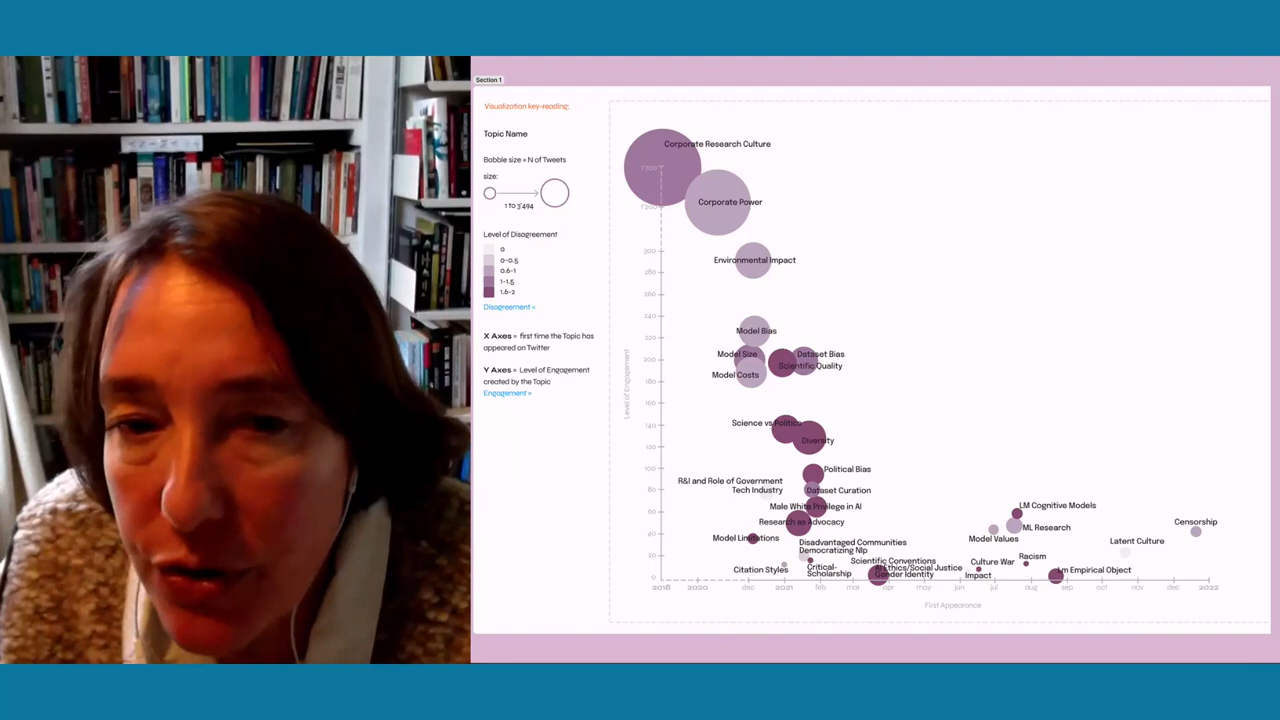 Section 1
Visualization key-reading:
Topic Name
Babble size = N of Tweets
size:
1 to 3'494
Level of Disagreement
0
0-0.5
0.6-1
1-1.5
1.6-2
Disagreement =
X Axes = first time the Topic has
appeared on Twitter
Y Axes = Level of Engagement
created by the Topic
Engagement =
Corporate Research Culture
Corporate Power
Environmental Impact
Model Bias
Model Size
Dataset Bias
Scientific Quality
Model Costs
Science vs Politics
Diversity
Political Bias
R&I and Role of Government
Tech Industry
Dataset Curation
Male White Privilege in AI
Research as Advocacy
Model Limitations
Disadvantaged Communities
Democratizing Nlp
Citation Styles
Critical-
Scholarship
Scientific Conventions
AI Ethics/Social Justice
Gender Identity
LM Cognitive Models
ML Research
Model Values
Culture War
Impact
Racism
Lm Empirical Object
Latent Culture
Censorship
Level of Engagement
300
280
260
240
220
200
180
160
140
120
100
80
60
40
20
0
2018
2020
dec
2021
feb
mar
apr
may
jun
jul
aug
sep
oct
nov
dec
2022
First Appearance